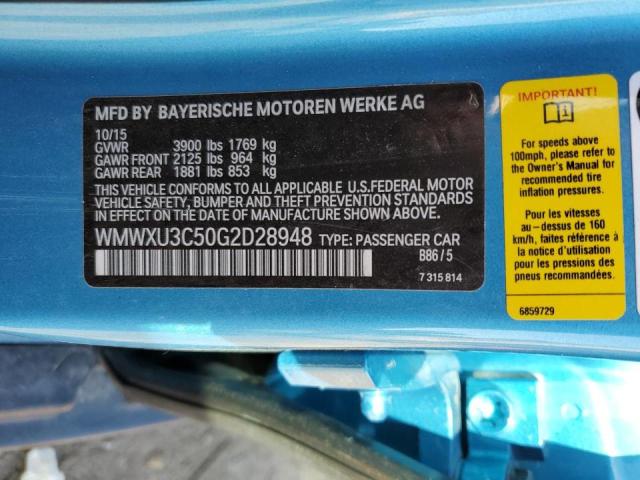 MFD BY BAYERISCHE MOTOREN WERKE AG
10/15
GVWR 3900 lbs 1769 kg
GAWR FRONT 2125 lbs 964 kg
GAWR REAR 1881 lbs 853 kg
THIS VEHICLE CONFORMS TO ALL APPLICABLE U.S.FEDERAL MOTOR
VEHICLE SAFETY, BUMPER, AND THEFT PREVENTION STANDARDS
IN EFFECT ON THE DATE OF MANUFACTURE SHOWN ABOVE.
WMWXU3C50G2D28948 TYPE: PASSENGER CAR
B86 / 5
7 315 814
IMPORTANT!
For speeds above
100mph, please refer to
the Owner's Manual for
recommended tire
inflation pressures.
Pour les vitesses
au-dessus de 160
km/h, faites référence à
la notice d'utilisation
pour les pressions des
pneus recommandées.
6859729